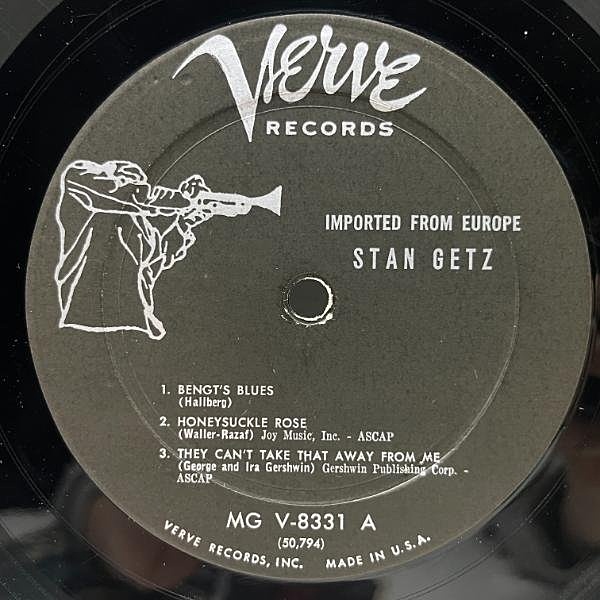 Verve
RECORDS
IMPORTED FROM EUROPE
STAN GETZ
1. BENGT'S BLUES
(Hallberg)
2. HONEYSUCKLE ROSE
(Waller-Razaf) Joy Music, Inc. - ASCAP
3. THEY CAN'T TAKE THAT AWAY FROM ME
(George and Ira Gershwin) Gershwin Publishing Corp. -
ASCAP
MG V-8331 A
(50,794)
VERVE RECORDS, INC. MADE IN U.S.A.